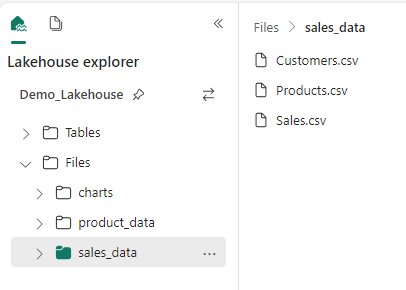 Lakehouse explorer
Demo_Lakehouse
Tables
Files
charts
product_data
sales_data
Files > sales_data
Customers.csv
Products.csv
Sales.csv